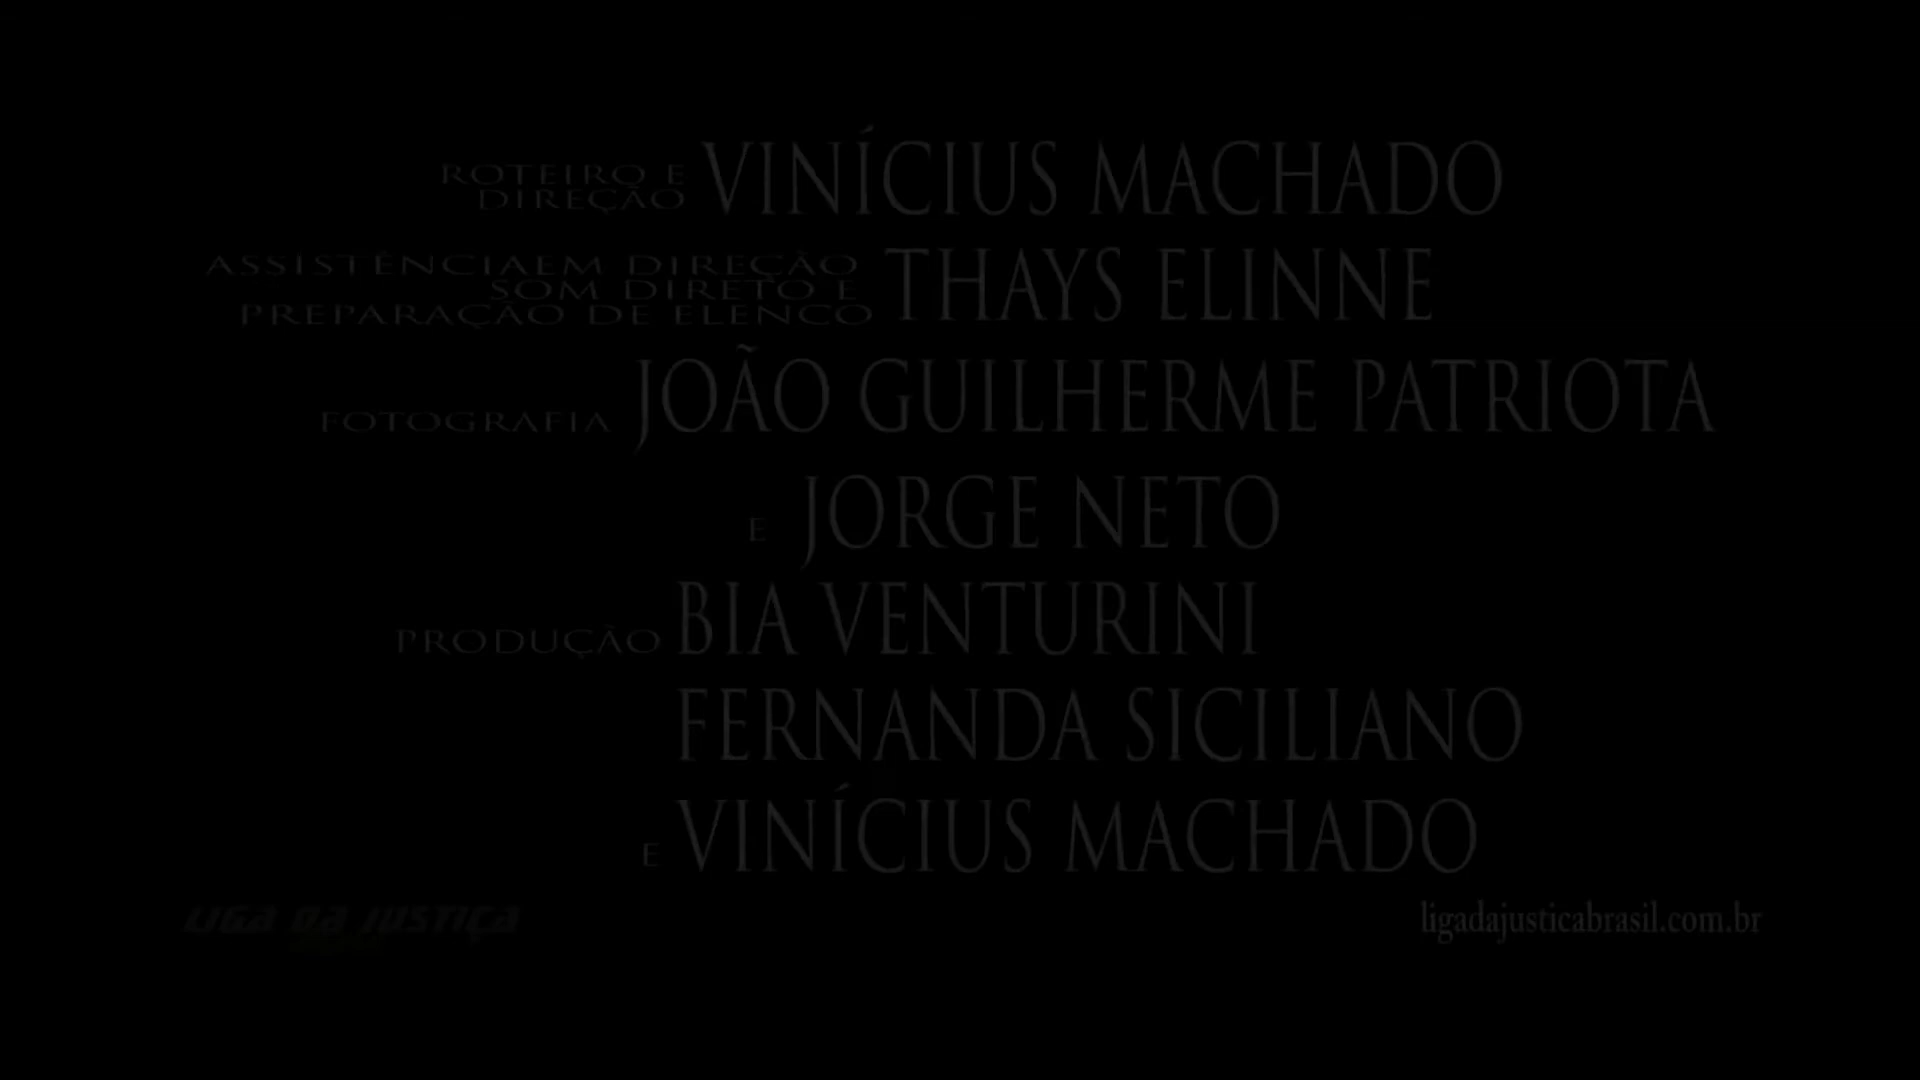 ROTEIRO E
DIREÇÃO VINÍCIUS MACHADO
ASSISTÊNCIAEM DIREÇÃO
SOM DIRETO E
PREPARAÇÃO DE ELENCO THAYS ELINNE
FOTOGRAFIA JOÃO GUILHERME PATRIOTA
E JORGE NETO
PRODUÇÃO BIA VENTURINI
FERNANDA SICILIANO
E VINÍCIUS MACHADO
LIGA DA JUSTIÇA
ligadajusticabrasil.com.br